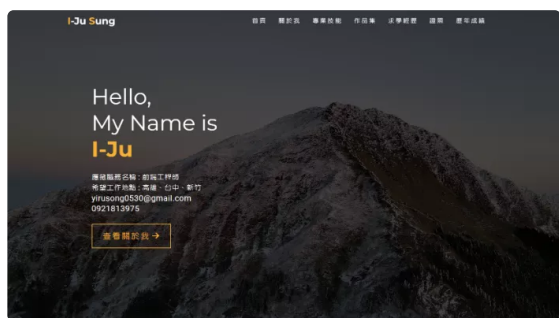 I-Ju Sung
首頁 關於我 專業技能 作品集 求學經歷 證照 歷年成績
Hello,
My Name is
I-Ju
應徵職務名稱：前端工程師
希望工作地點：高雄、台中、新竹
yirusong0530@gmail.com
0921813975
查看關於我 →